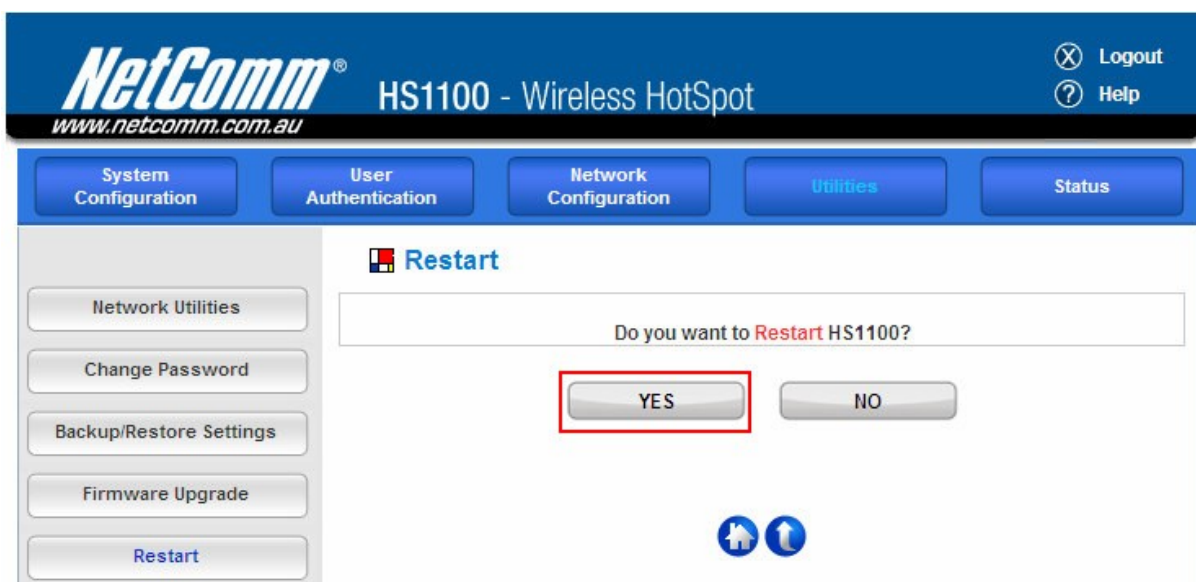 NetComm®
HS1100 - Wireless HotSpot
Logout
Help
www.netcomm.com.au
System
Configuration
User
Authentication
Network
Configuration
Utilities
Status
Restart
Network Utilities
Do you want to Restart HS1100?
Change Password
YES
NO
Backup/Restore Settings
Firmware Upgrade
Restart